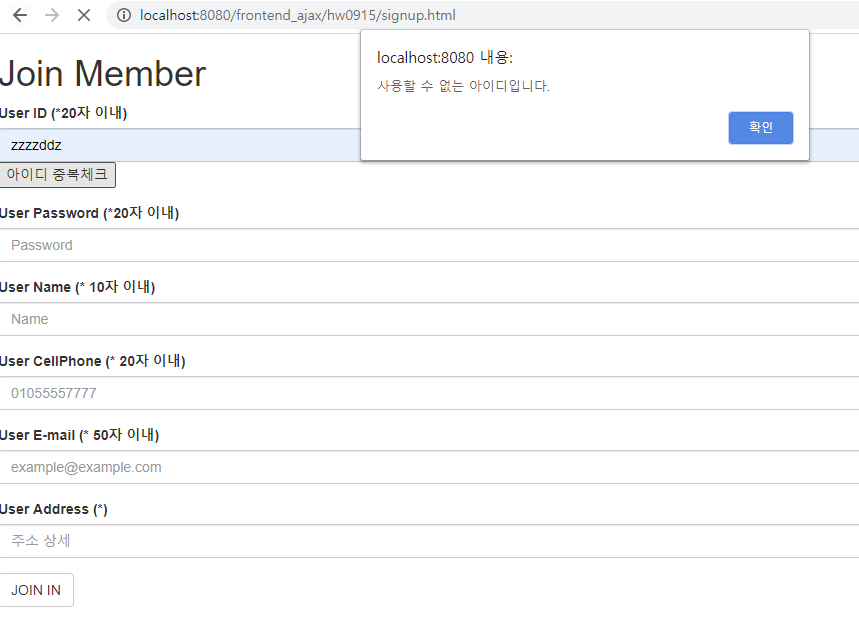 localhost:8080/frontend_ajax/hw0915/signup.html
localhost:8080 내용:
사용할 수 없는 아이디입니다.
확인
Join Member
User ID (*20자 이내)
zzzzddz
아이디 중복체크
User Password (*20자 이내)
Password
User Name (* 10자 이내)
Name
User CellPhone (* 20자 이내)
01055557777
User E-mail (* 50자 이내)
example@example.com
User Address (*)
주소 상세
JOIN IN